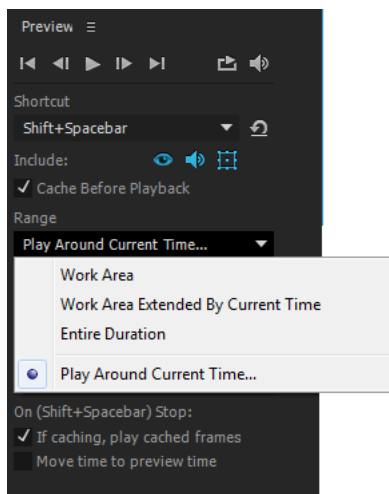 Preview
Shortcut
Shift+Spacebar
Include:
Cache Before Playback
Range
Play Around Current Time...
Work Area
Work Area Extended By Current Time
Entire Duration
Play Around Current Time...
On (Shift+Spacebar) Stop:
If caching, play cached frames
Move time to preview time